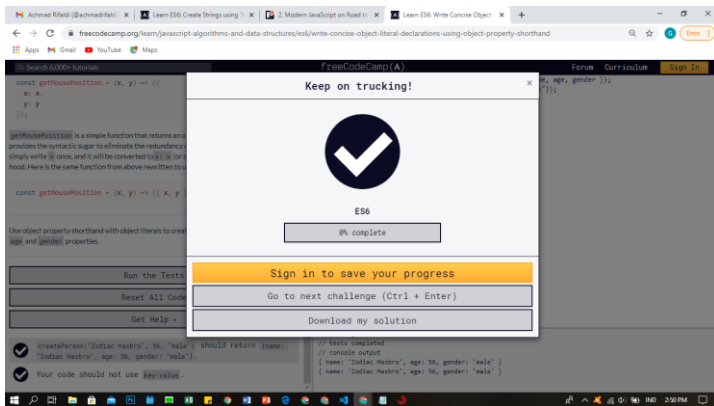 Achmad Rifaldi (@achmadrifaldi
Learn ES6: Create Strings using T
2. Modern JavaScript on Road to
Learn ES6: Write Concise Object
freecodecamp.org/learn/javascript-algorithms-and-data-structures/es6/write-concise-object-literal-declarations-using-object-property-shorthand
Error
Apps Gmail YouTube Maps
Search 6,000+ tutorials
freeCodeCamp(🔥)
Forum Curriculum Sign In
const getMousePosition = (x, y) => ({
x: x,
y: y
});
getMousePosition is a simple function that returns an o
provides the syntactic sugar to eliminate the redundancy o
simply write x once, and it will be converted to x: x (or s
hood. Here is the same function from above rewritten to u
const getMousePosition = (x, y) => ({ x, y
Use object property shorthand with object literals to creat
age and gender properties.
Run the Tests
Reset All Code
Get Help
createPerson("Zodiac Hasbro", 56, "male") should return {name:
"Zodiac Hasbro", age: 56, gender: "male"}.
Your code should not use key:value.
me, age, gender });
"));
Keep on trucking!
×
ES6
0% complete
Sign in to save your progress
Go to next challenge (Ctrl + Enter)
Download my solution
// tests completed
// console output
{ name: 'Zodiac Hasbro', age: 56, gender: 'male' }
{ name: 'Zodiac Hasbro', age: 56, gender: 'male' }
IND 2:50 PM